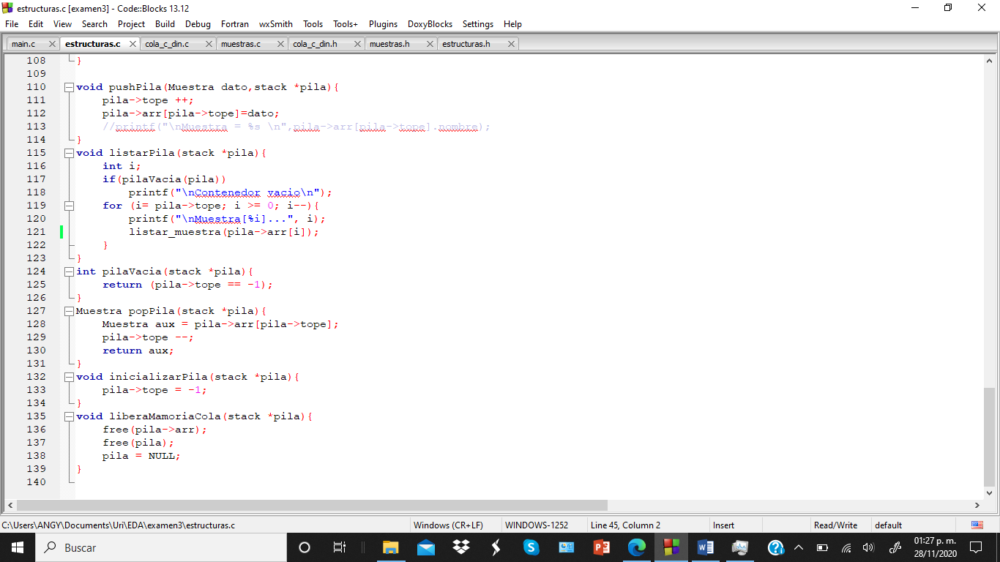 estructuras.c [examen3] - Code::Blocks 13.12
File Edit View Search Project Build Debug Fortran wxSmith Tools Tools+ Plugins DoxyBlocks Settings Help
main.c estructuras.c cola_c_din.c muestras.c cola_c_din.h muestras.h estructuras.h
108 }
109
110 void pushPila(Muestra dato,stack *pila){
111 pila->tope ++;
112 pila->arr[pila->tope]=dato;
113 //printf("\nMuestra = %s \n",pila->arr[pila->tope].nombre);
114 }
115 void listarPila(stack *pila){
116 int i;
117 if(pilaVacia(pila))
118 printf("\nContenedor vacio\n");
119 for (i= pila->tope; i >= 0; i--){
120 printf("\nMuestra[%i]...", i);
121 listar_muestra(pila->arr[i]);
122 }
123 }
124 int pilaVacia(stack *pila){
125 return (pila->tope == -1);
126 }
127 Muestra popPila(stack *pila){
128 Muestra aux = pila->arr[pila->tope];
129 pila->tope --;
130 return aux;
131 }
132 void inicializarPila(stack *pila){
133 pila->tope = -1;
134 }
135 void liberaMamoriaCola(stack *pila){
136 free(pila->arr);
137 free(pila);
138 pila = NULL;
139 }
140
C:\Users\ANGY\Documents\Uri\EDA\examen3\estructuras.c Windows (CR+LF) WINDOWS-1252 Line 45, Column 2 Insert Read/Write default
Buscar
01:27 p. m.
28/11/2020